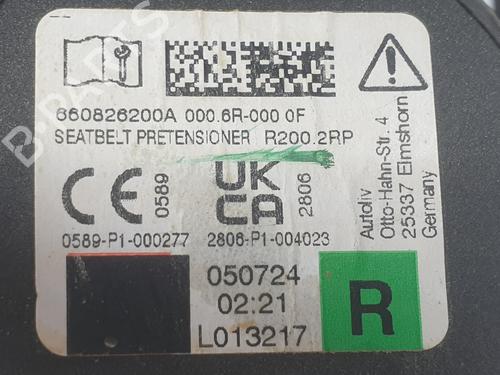 660826200A 000.6R-000 0F
SEATBELT PRETENSIONER R200.2RP
CE
0589
UK
CA
2806
0589-P1-000277
2806-P1-004023
Autoliv
Otto-Hahn-Str. 4
25337 Elmshorn
Germany
050724
02:21
L013217
R